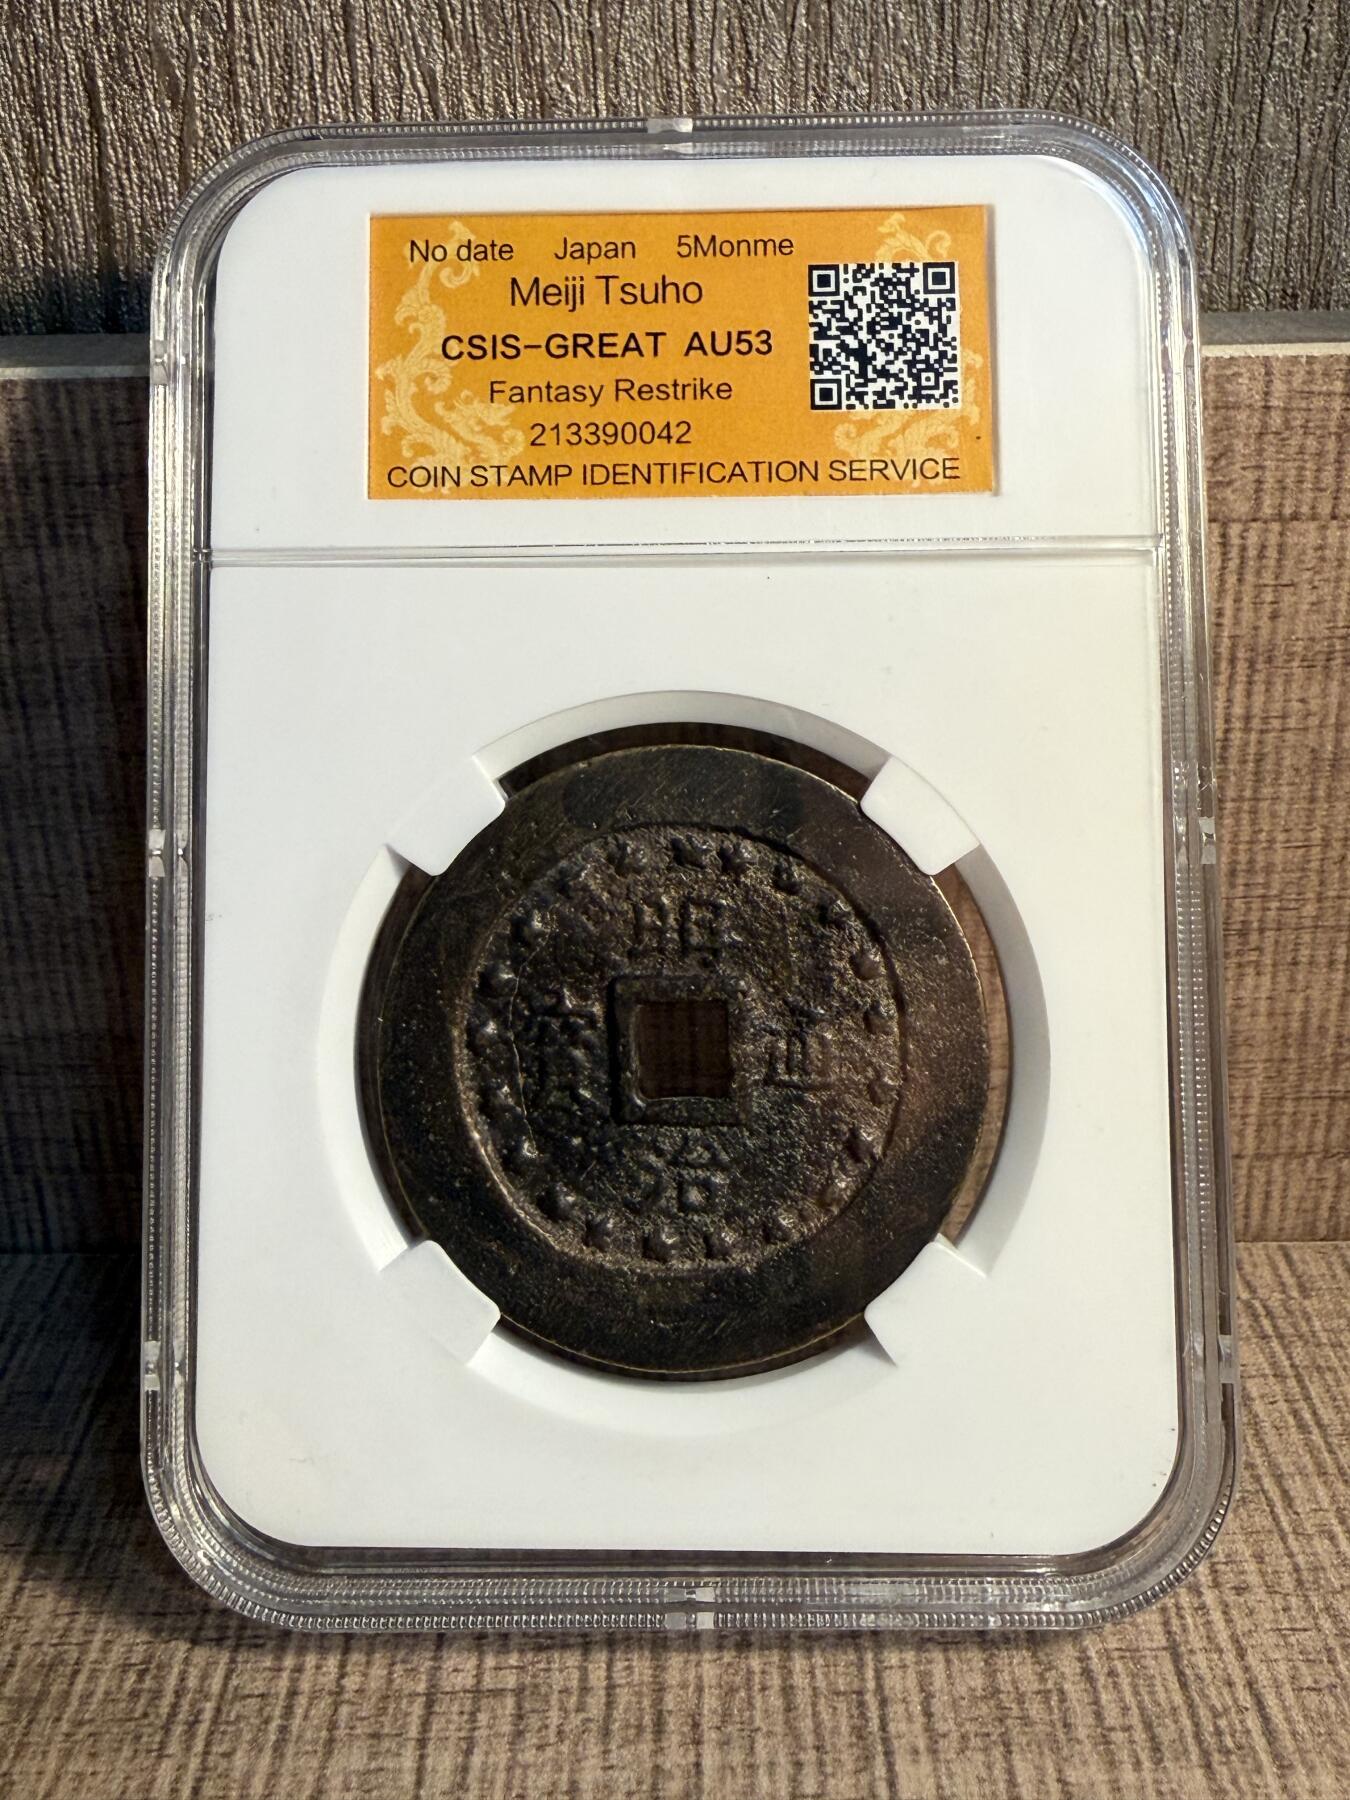 No date Japan 5Monme
Meiji Tsuho
CSIS-GREAT AU53
Fantasy Restrike
213390042
COIN STAMP IDENTIFICATION SERVICE
明
治
通
寳